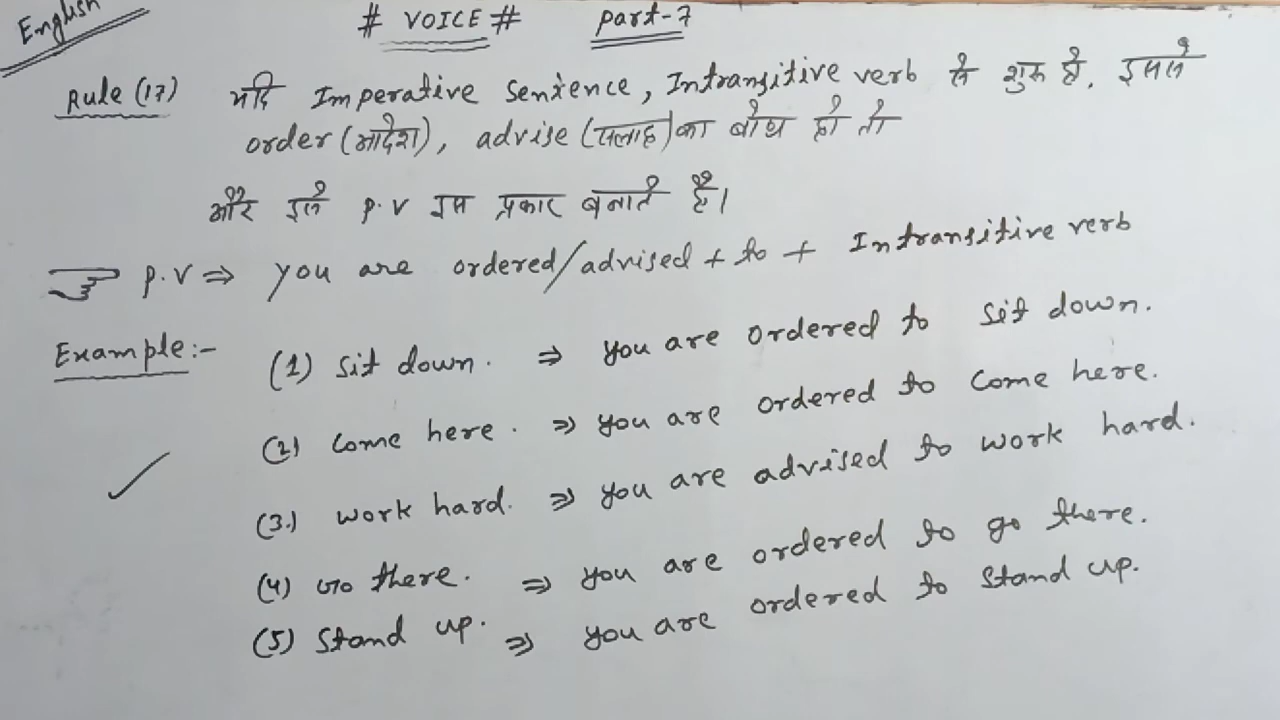 English
# VOICE # Part-7
Rule (17) यदि Imperative Sentence, Intransitive verb से शुरू हो. इससे
order (आदेश), advise (सलाह) का बोध हो तो
और इसे P.V इस प्रकार बनाते हैं।
P.V ⇒ You are ordered/advised + to + Intransitive verb
Example:- (1) Sit down. ⇒ You are ordered to sit down.
(2) Come here. ⇒ You are ordered to come here.
(3.) Work hard. ⇒ You are advised to work hard.
(4) Go there. ⇒ You are ordered to go there.
(5) Stand up. ⇒ You are ordered to stand up.